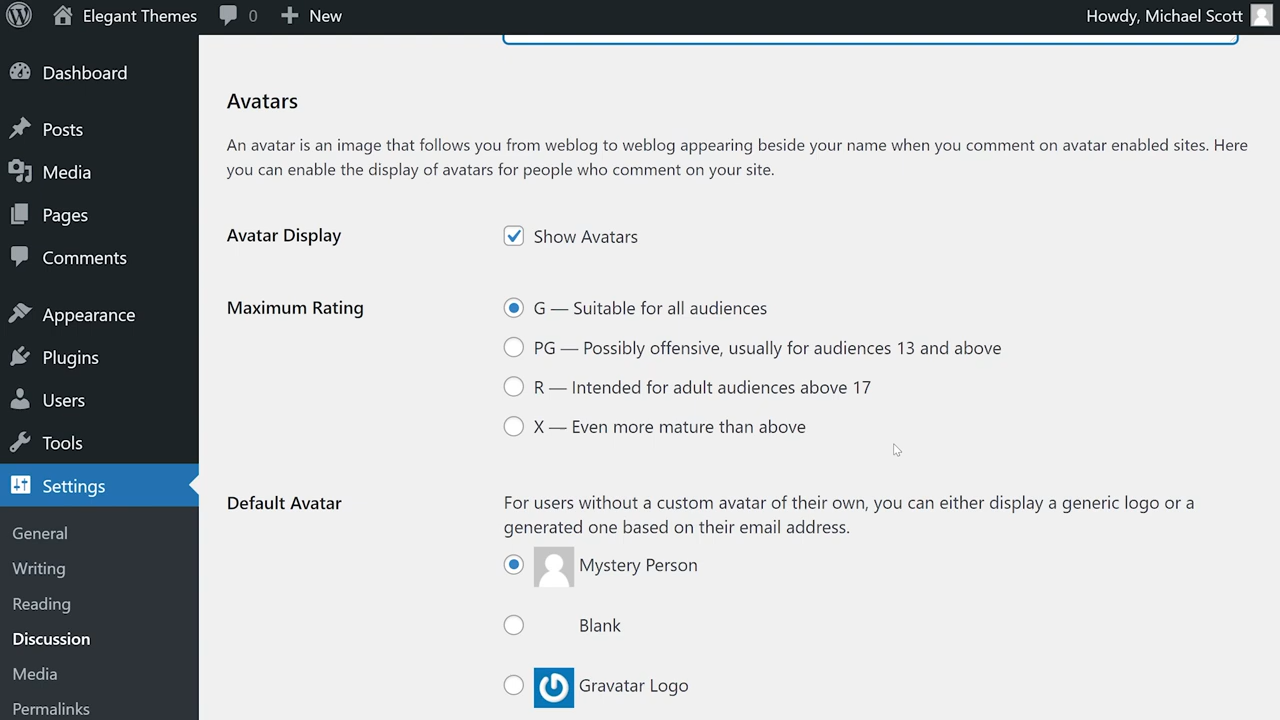 Elegant Themes
0
New
Howdy, Michael Scott
Dashboard
Posts
Media
Pages
Comments
Appearance
Plugins
Users
Tools
Settings
General
Writing
Reading
Discussion
Media
Permalinks
Avatars
An avatar is an image that follows you from weblog to weblog appearing beside your name when you comment on avatar enabled sites. Here
you can enable the display of avatars for people who comment on your site.
Avatar Display
Show Avatars
Maximum Rating
G — Suitable for all audiences
PG — Possibly offensive, usually for audiences 13 and above
R — Intended for adult audiences above 17
X — Even more mature than above
Default Avatar
For users without a custom avatar of their own, you can either display a generic logo or a
generated one based on their email address.
Mystery Person
Blank
Gravatar Logo